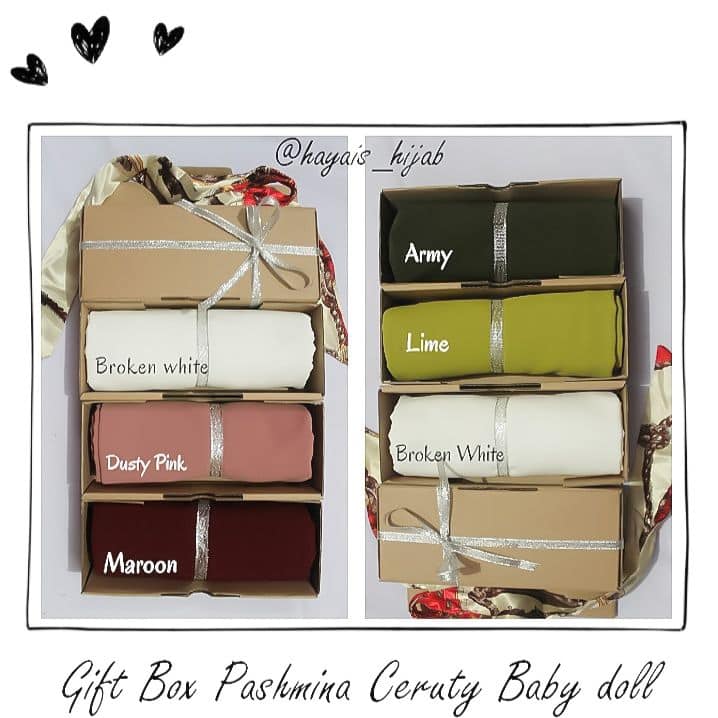 @hayais_hijab
Broken white
Dusty Pink
Maroon
Army
Lime
Broken White
Gift Box Pashmina Ceruty Baby doll